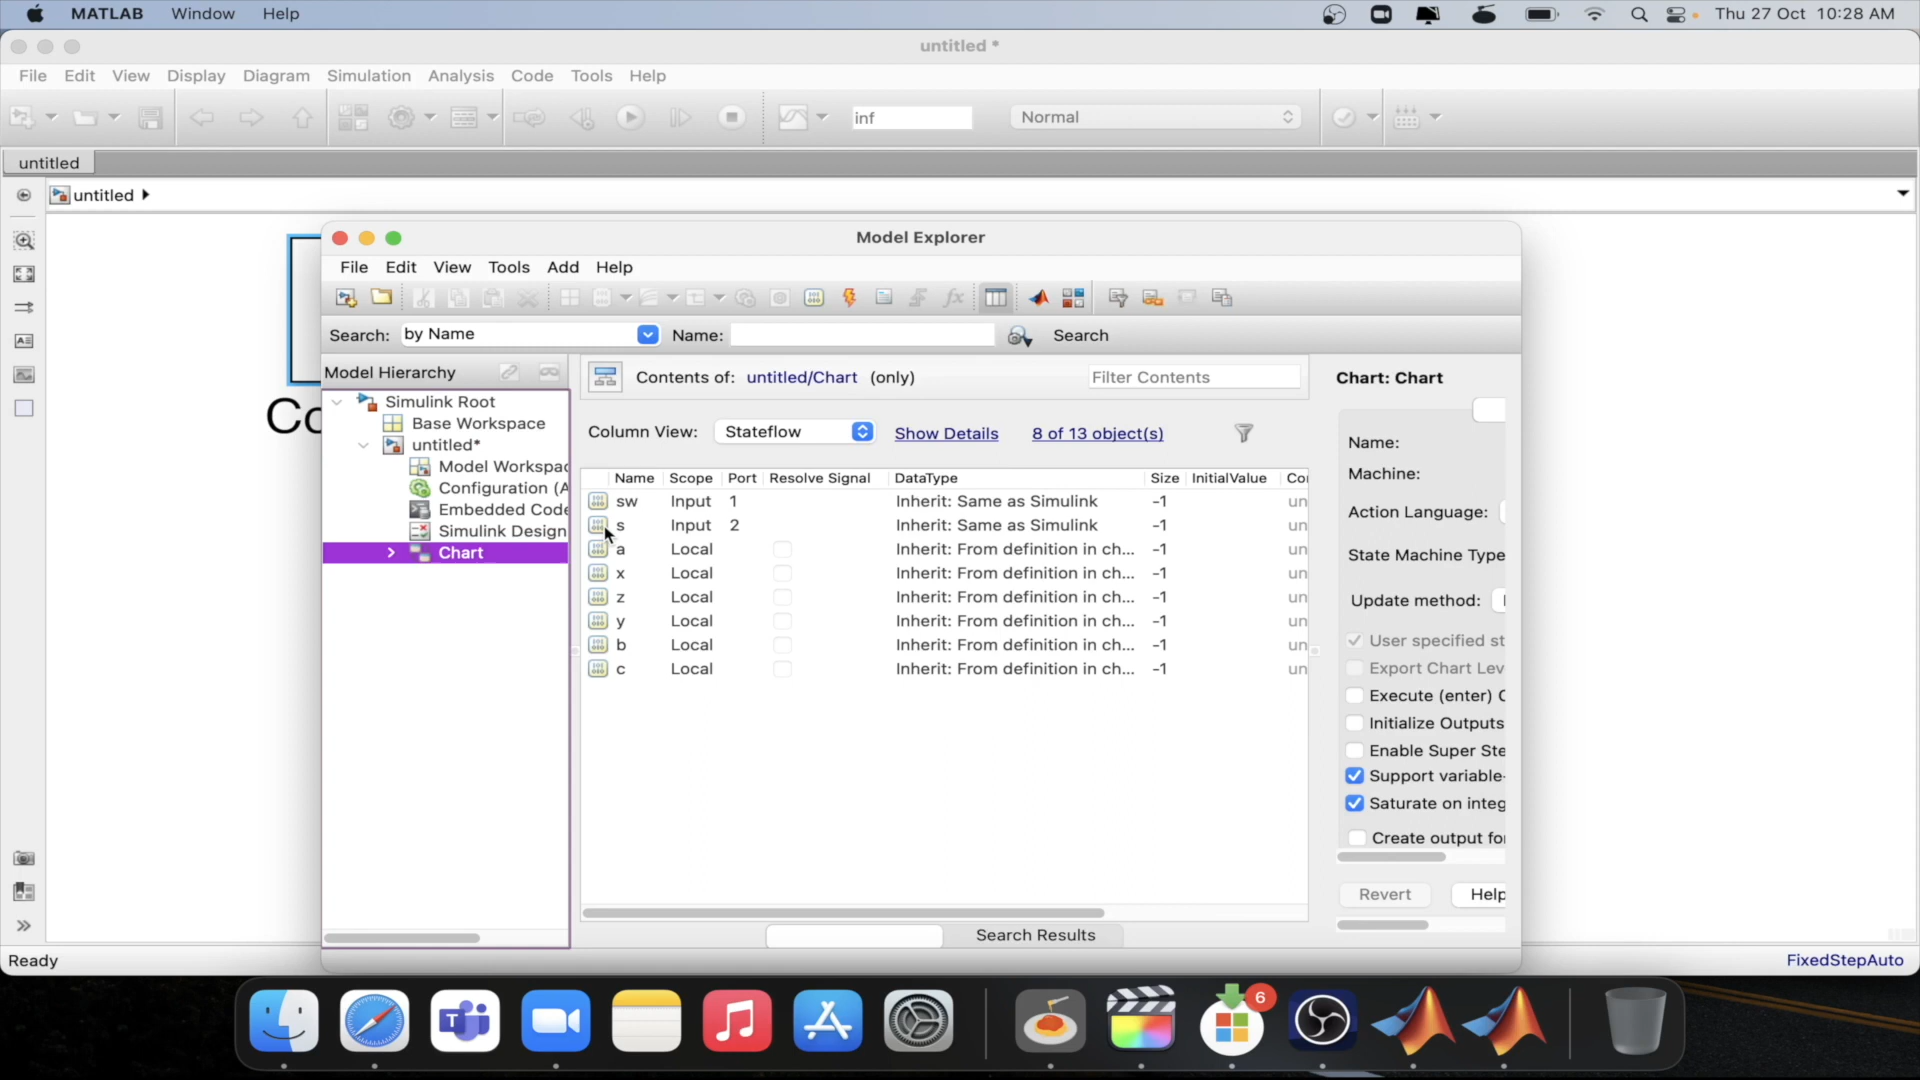 MATLAB Window Help Thu 27 Oct 10:28 AM
untitled *
File Edit View Display Diagram Simulation Analysis Code Tools Help
inf Normal
untitled
untitled
Model Explorer
File Edit View Tools Add Help
Search: by Name Name: Search
Model Hierarchy
Simulink Root
Base Workspace
untitled*
Model Workspac
Configuration (A
Embedded Code
Simulink Design
Chart
Co
Contents of: untitled/Chart (only) Filter Contents
Column View: Stateflow Show Details 8 of 13 object(s)
Name Scope Port Resolve Signal DataType Size InitialValue Co
sw Input 1 Inherit: Same as Simulink -1 un
s Input 2 Inherit: Same as Simulink -1 un
a Local Inherit: From definition in ch... -1 un
x Local Inherit: From definition in ch... -1 un
z Local Inherit: From definition in ch... -1 un
y Local Inherit: From definition in ch... -1 un
b Local Inherit: From definition in ch... -1 un
c Local Inherit: From definition in ch... -1 un
Search Results
Chart: Chart
Name:
Machine:
Action Language:
State Machine Type
Update method:
User specified st
Export Chart Lev
Execute (enter) C
Initialize Outputs
Enable Super Ste
Support variable-
Saturate on integ
Create output for
Revert Help
Ready FixedStepAuto
6